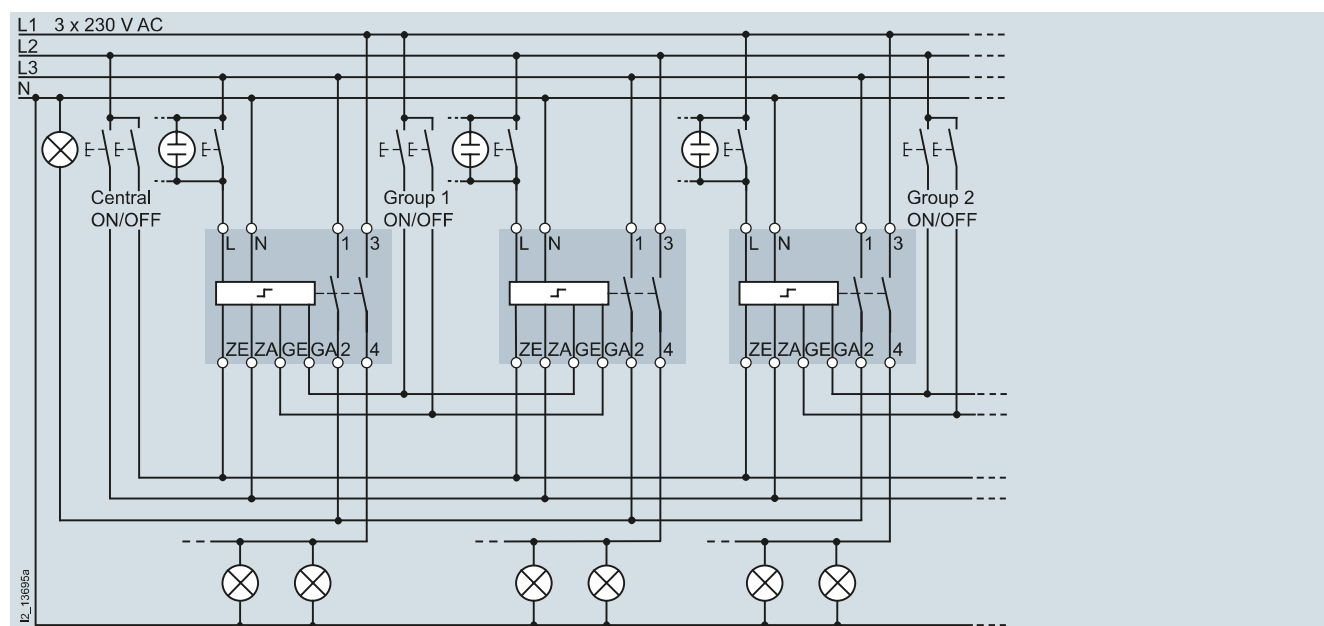 L1 3 x 230 V AC
L2
L3
N
Central
ON/OFF
Group 1
ON/OFF
Group 2
ON/OFF
L N 1 3
L N 1 3
L N 1 3
ZE ZA GE GA 2 4
ZE ZA GE GA 2 4
ZE ZA GE GA 2 4
I2_13695a